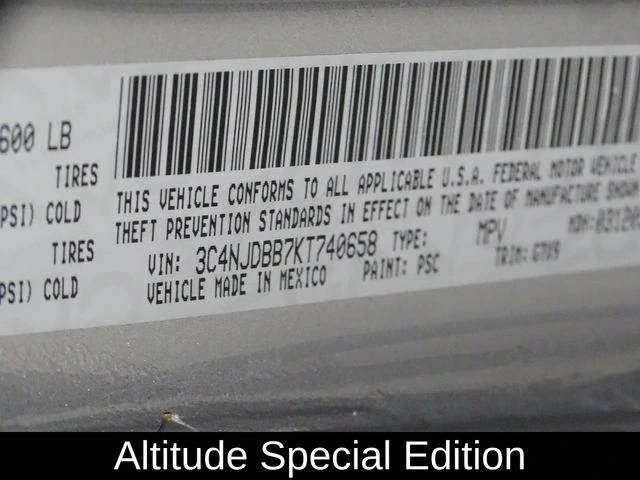 600 LB
TIRES
PSI) COLD
TIRES
PSI) COLD
THIS VEHICLE CONFORMS TO ALL APPLICABLE U.S.A. FEDERAL MOTOR VEHICLE
THEFT PREVENTION STANDARDS IN EFFECT ON THE DATE OF MANUFACTURE SHOWN
VIN: 3C4NJDBB7KT740658 TYPE: MPV MDH:
VEHICLE MADE IN MEXICO PAINT: PSC TRIM:
Altitude Special Edition